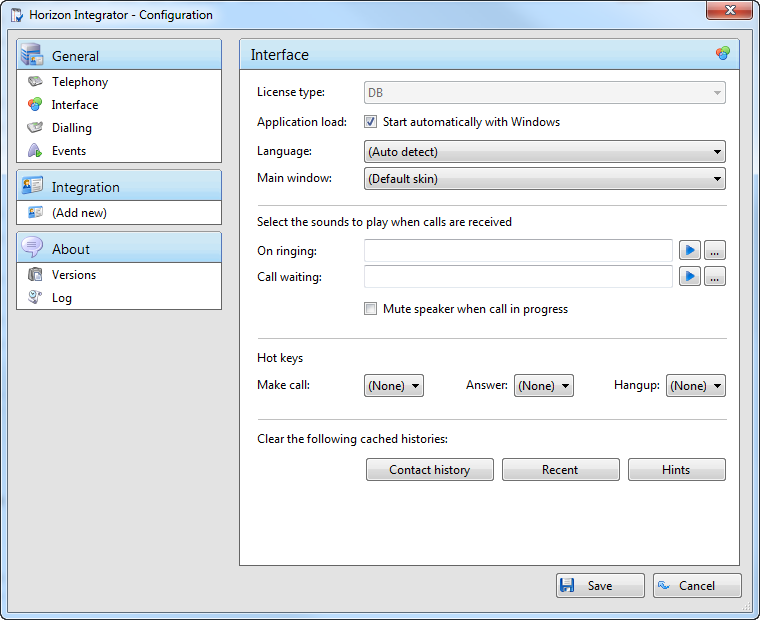 Horizon Integrator - Configuration
General
Telephony
Interface
Dialling
Events
Integration
(Add new)
About
Versions
Log
Interface
License type: DB
Application load: Start automatically with Windows
Language: (Auto detect)
Main window: (Default skin)
Select the sounds to play when calls are received
On ringing: ...
Call waiting: ...
Mute speaker when call in progress
Hot keys
Make call: (None) Answer: (None) Hangup: (None)
Clear the following cached histories:
Contact history Recent Hints
Save Cancel